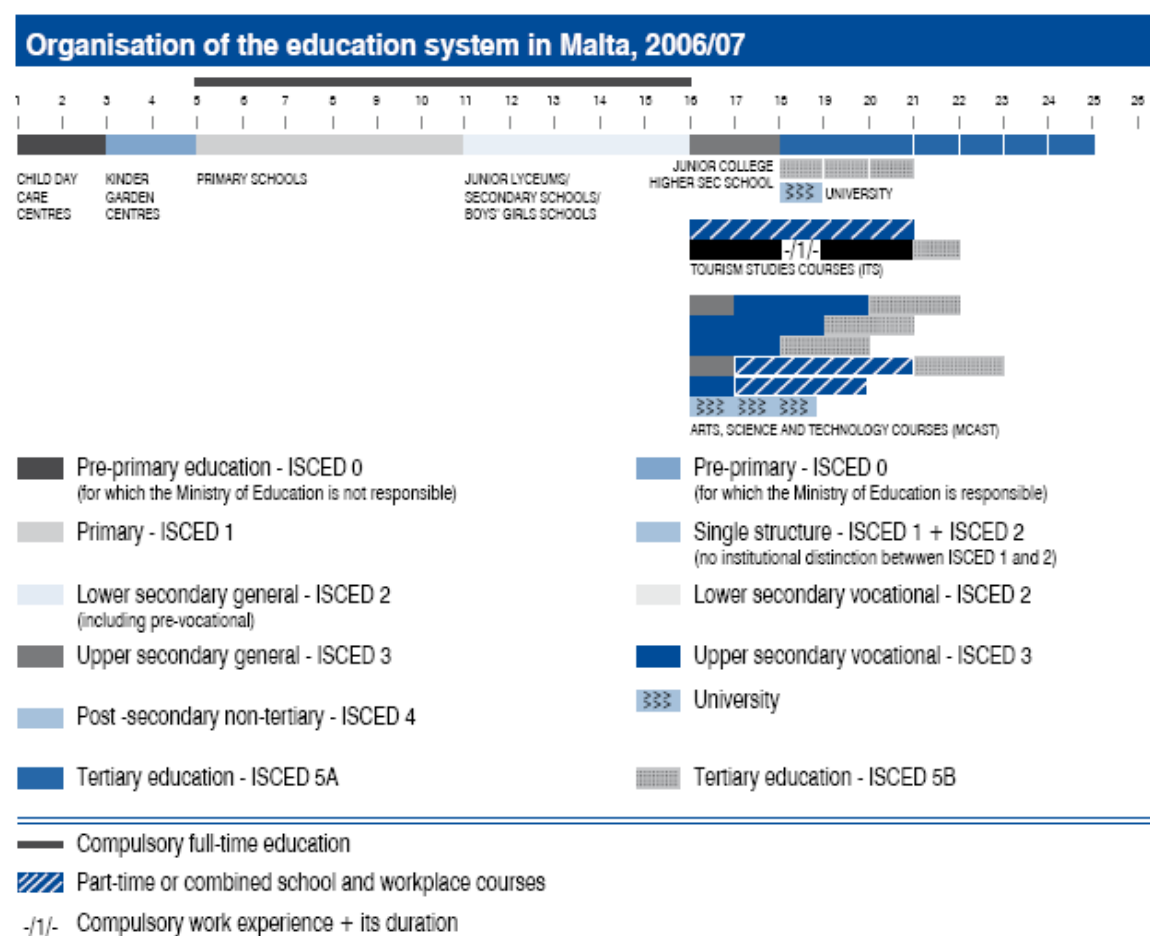 Organisation of the education system in Malta, 2006/07
1 2 3 4 5 6 7 8 9 10 11 12 13 14 15 16 17 18 19 20 21 22 23 24 25 26
CHILD DAY
CARE
CENTRES
KINDER
GARDEN
CENTRES
PRIMARY SCHOOLS
JUNIOR LYCEUMS/
SECONDARY SCHOOLS/
BOYS' GIRLS SCHOOLS
JUNIOR COLLEGE
HIGHER SEC SCHOOL
UNIVERSITY
-/1/-
TOURISM STUDIES COURSES (ITS)
ARTS, SCIENCE AND TECHNOLOGY COURSES (MCAST)
Pre-primary education - ISCED 0
(for which the Ministry of Education is not responsible)
Pre-primary - ISCED 0
(for which the Ministry of Education is responsible)
Primary - ISCED 1
Single structure - ISCED 1 + ISCED 2
(no institutional distinction betwwen ISCED 1 and 2)
Lower secondary general - ISCED 2
(including pre-vocational)
Lower secondary vocational - ISCED 2
Upper secondary general - ISCED 3
Upper secondary vocational - ISCED 3
University
Post -secondary non-tertiary - ISCED 4
Tertiary education - ISCED 5A
Tertiary education - ISCED 5B
Compulsory full-time education
Part-time or combined school and workplace courses
-/1/- Compulsory work experience + its duration